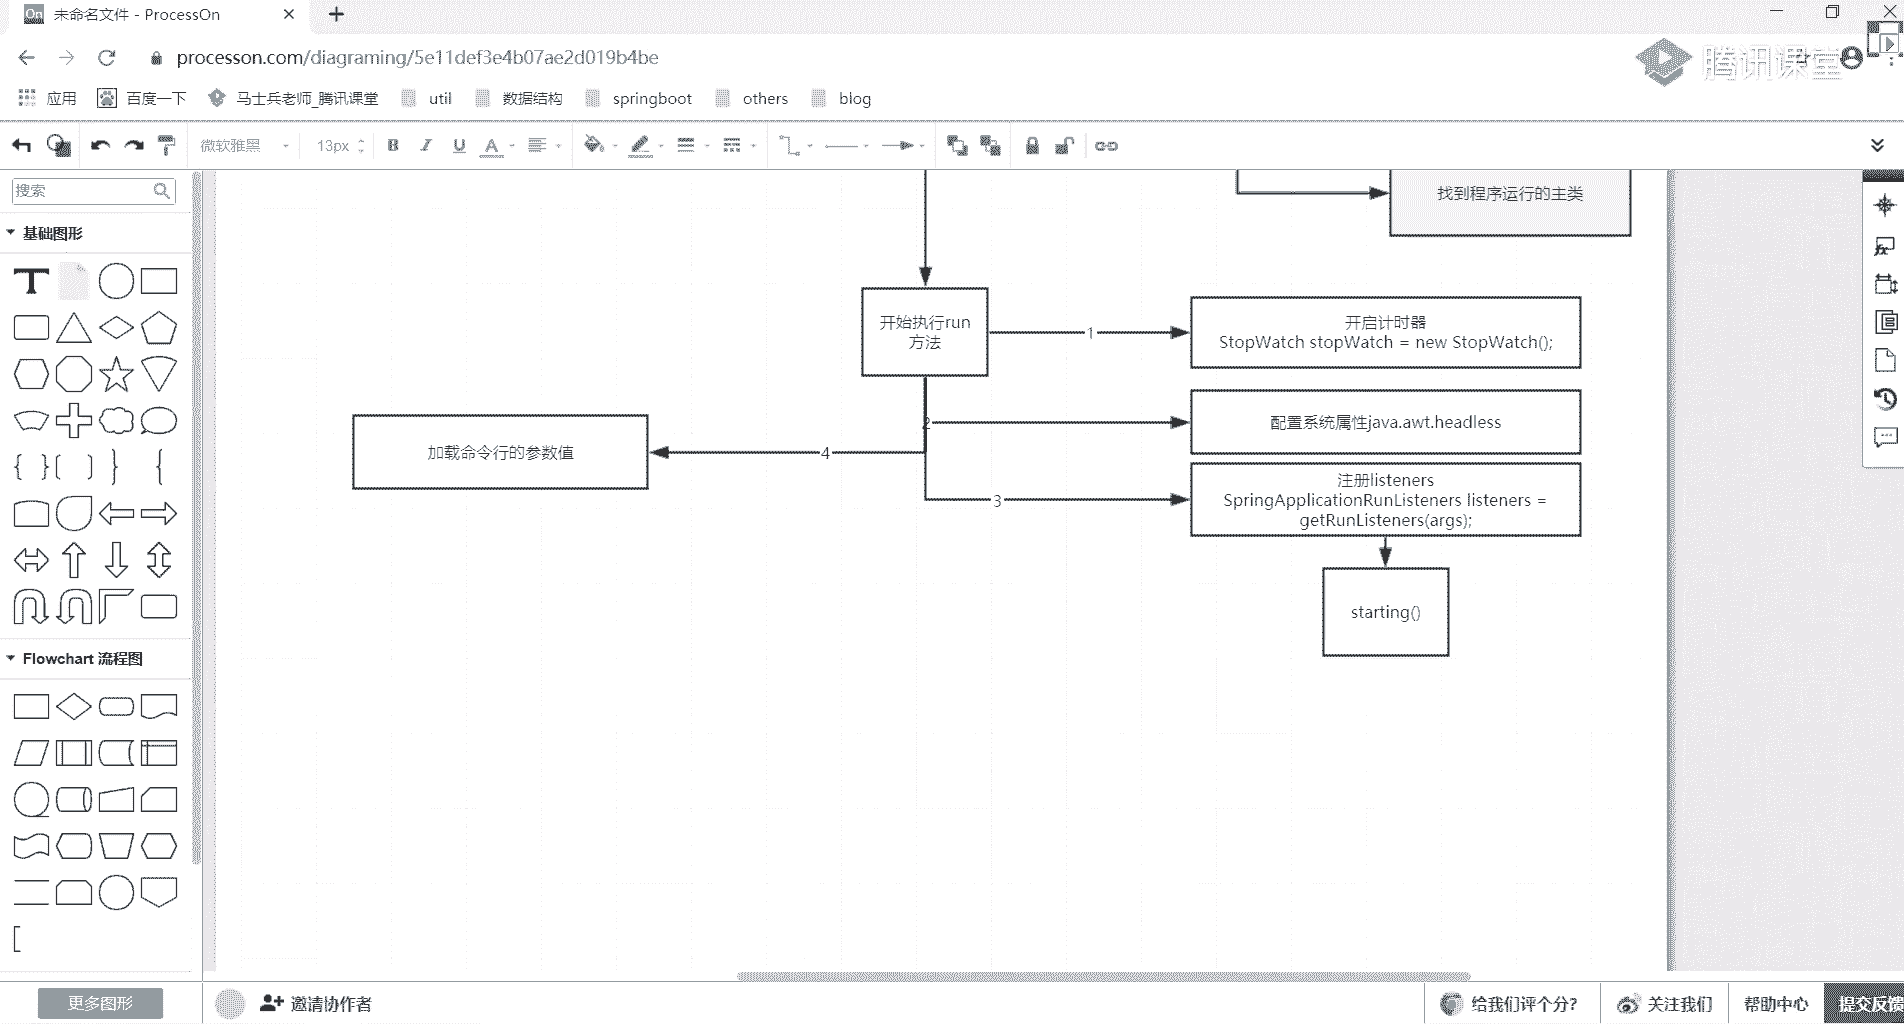 On 未命名文件 - ProcessOn
processon.com/diagraming/5e11def3e4b07ae2d019b4be
腾讯课堂
应用 百度一下 马士兵老师_腾讯课堂 util 数据结构 springboot others blog
微软雅黑 13px B I U A
搜索
基础图形
T
Flowchart 流程图
更多图形
找到程序运行的主类
开始执行run
方法
1
开启计时器
StopWatch stopWatch = new StopWatch();
2
配置系统属性java.awt.headless
加载命令行的参数值
4
3
注册listeners
SpringApplicationRunListeners listeners =
getRunListeners(args);
starting()
fx
邀请协作者
给我们评个分?
关注我们
帮助中心
提交反馈